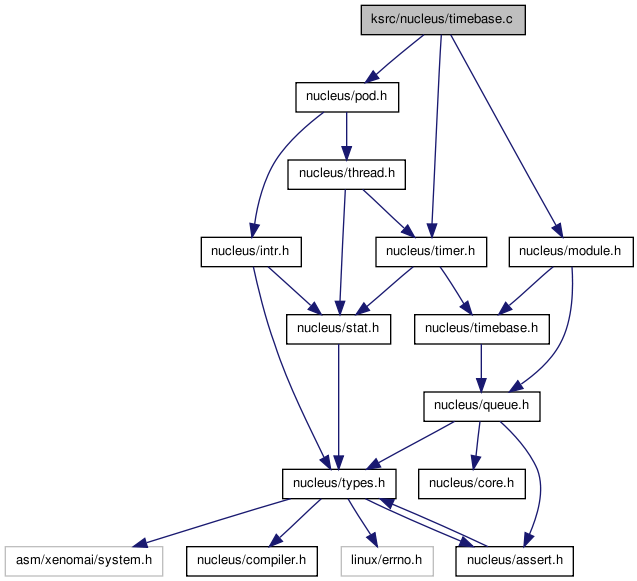 ksrc/nucleus/timebase.c
nucleus/pod.h
nucleus/thread.h
nucleus/intr.h
nucleus/timer.h
nucleus/module.h
nucleus/stat.h
nucleus/timebase.h
nucleus/queue.h
nucleus/types.h
nucleus/core.h
asm/xenomai/system.h
nucleus/compiler.h
linux/errno.h
nucleus/assert.h